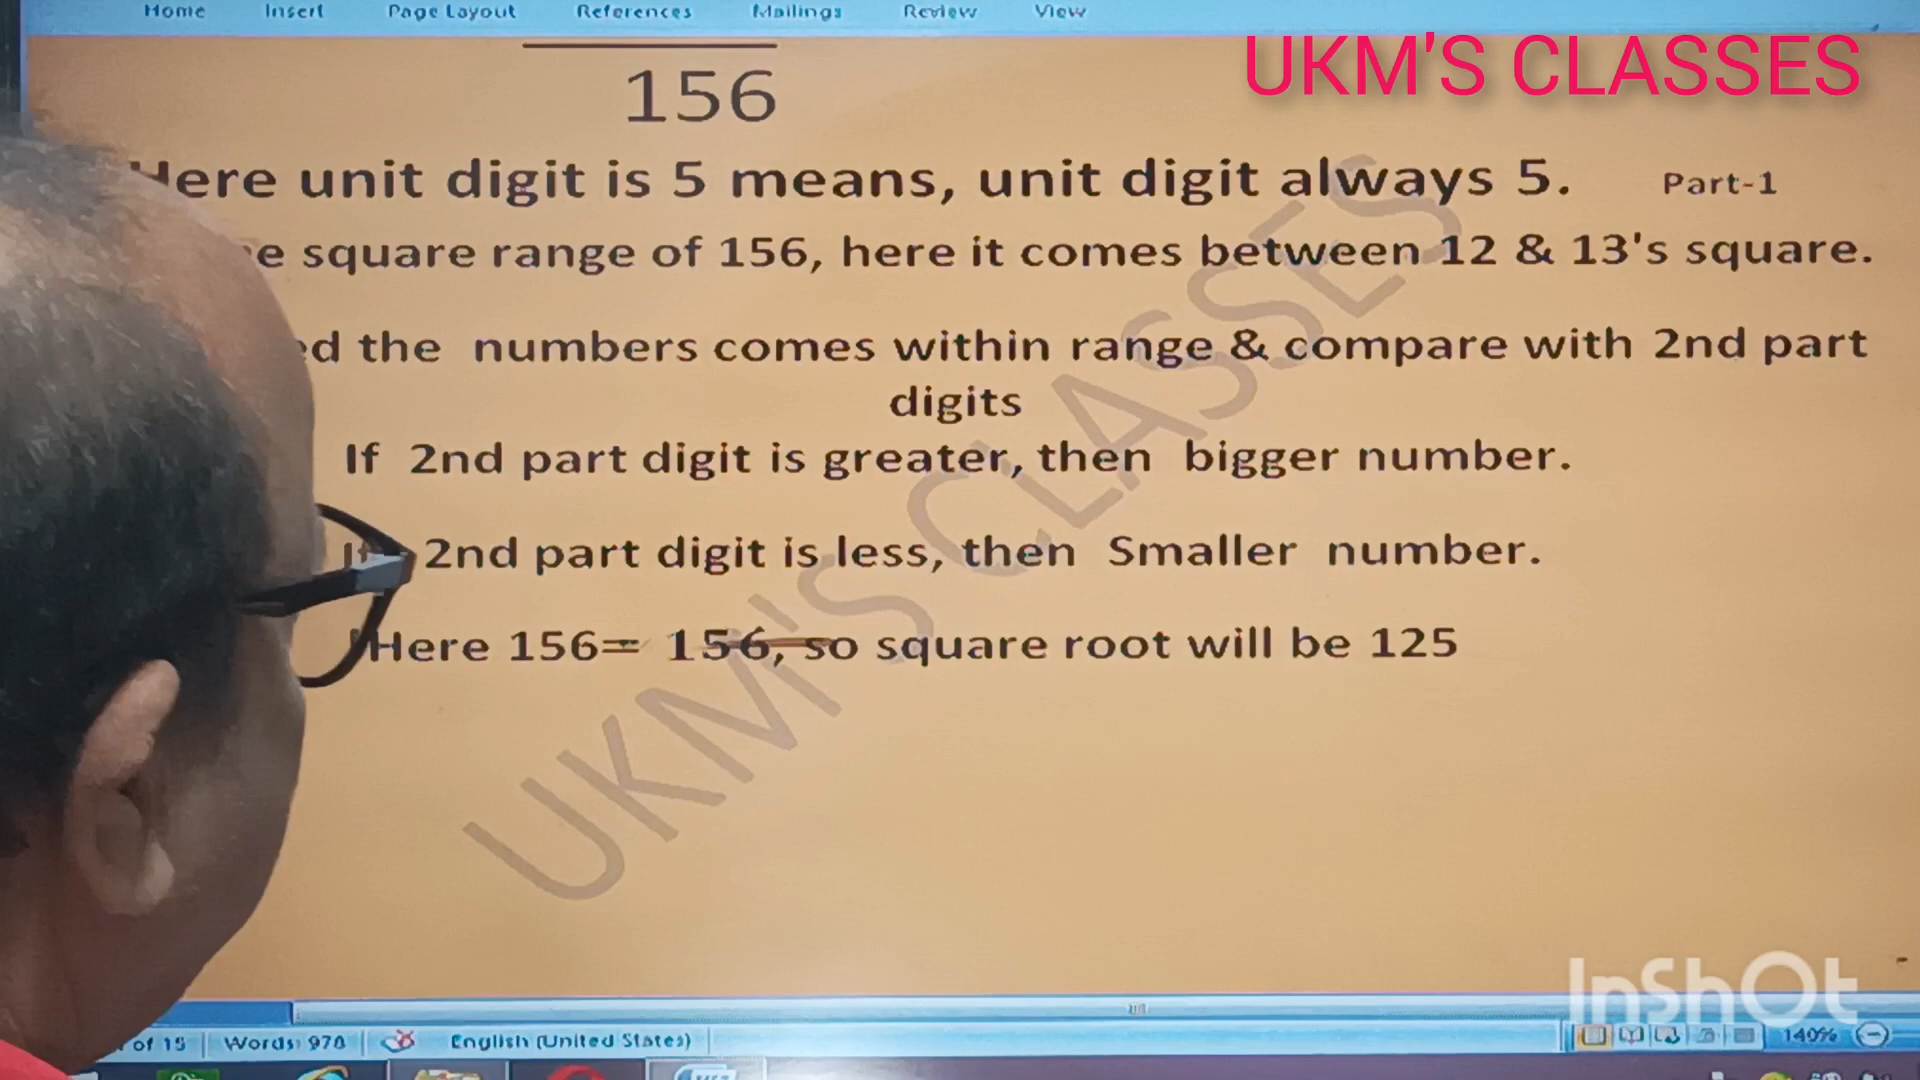 Home Insert Page Layout References Mailings Review View
UKM'S CLASSES
156
Here unit digit is 5 means, unit digit always 5. Part-1
square range of 156, here it comes between 12 & 13's square.
the numbers comes within range & compare with 2nd part
digits
If 2nd part digit is greater, then bigger number.
If 2nd part digit is less, then Smaller number.
Here 156= 156, so square root will be 125
UKM'S CLASSES
InShOt
of 15 Words: 970 English (United States) 140%